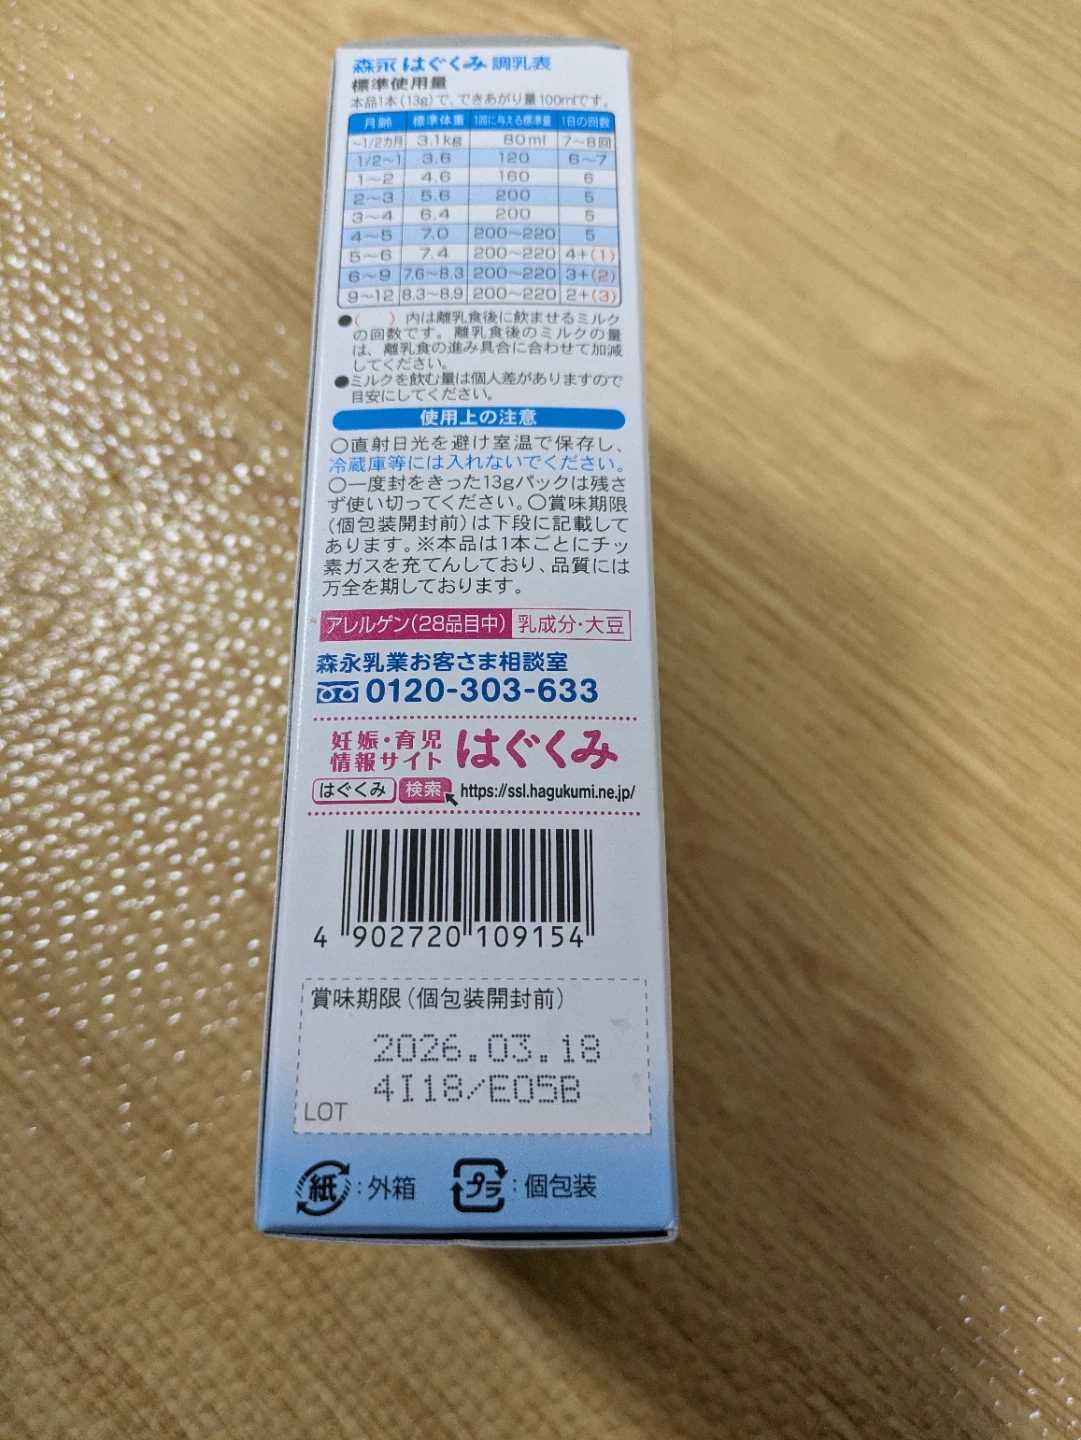 森永はぐくみ調乳表
標準使用量
本品1本(13g)で、できあがり量100mlです。
月齢 標準体重 1回に与える標準量 1日の回数
～1/2カ月 3.1kg 80ml 7～8回
1/2～1 3.6 120 6～7
1～2 4.6 160 6
2～3 5.6 200 5
3～4 6.4 200 5
4～5 7.0 200～220 5
5～6 7.4 200～220 4+(1)
6～9 7.6～8.3 200～220 3+(2)
9～12 8.3～8.9 200～220 2+(3)
●(　)内は離乳食後に飲ませるミルク
の回数です。離乳食後のミルクの量
は、離乳食の進み具合に合わせて加減
してください。
●ミルクを飲む量は個人差がありますので
目安にしてください。
使用上の注意
○直射日光を避け室温で保存し、
冷蔵庫等には入れないでください。
○一度封をきった13gパックは残さ
ず使い切ってください。○賞味期限
(個包装開封前)は下段に記載して
あります。※本品は1本ごとにチッ
素ガスを充てんしており、品質には
万全を期しております。
アレルゲン(28品目中) 乳成分・大豆
森永乳業お客さま相談室
0120-303-633
妊娠・育児
情報サイト はぐくみ
はぐくみ 検索 https://ssl.hagukumi.ne.jp/
4 902720 109154
賞味期限(個包装開封前)
2026.03.18
4I18/E05B
LOT
紙:外箱 プラ:個包装